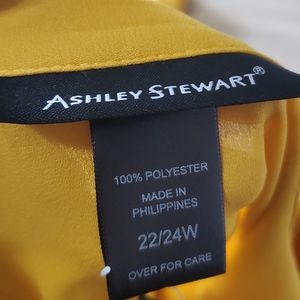 ASHLEY STEWART®
100% POLYESTER
MADE IN
PHILIPPINES
22/24W
OVER FOR CARE